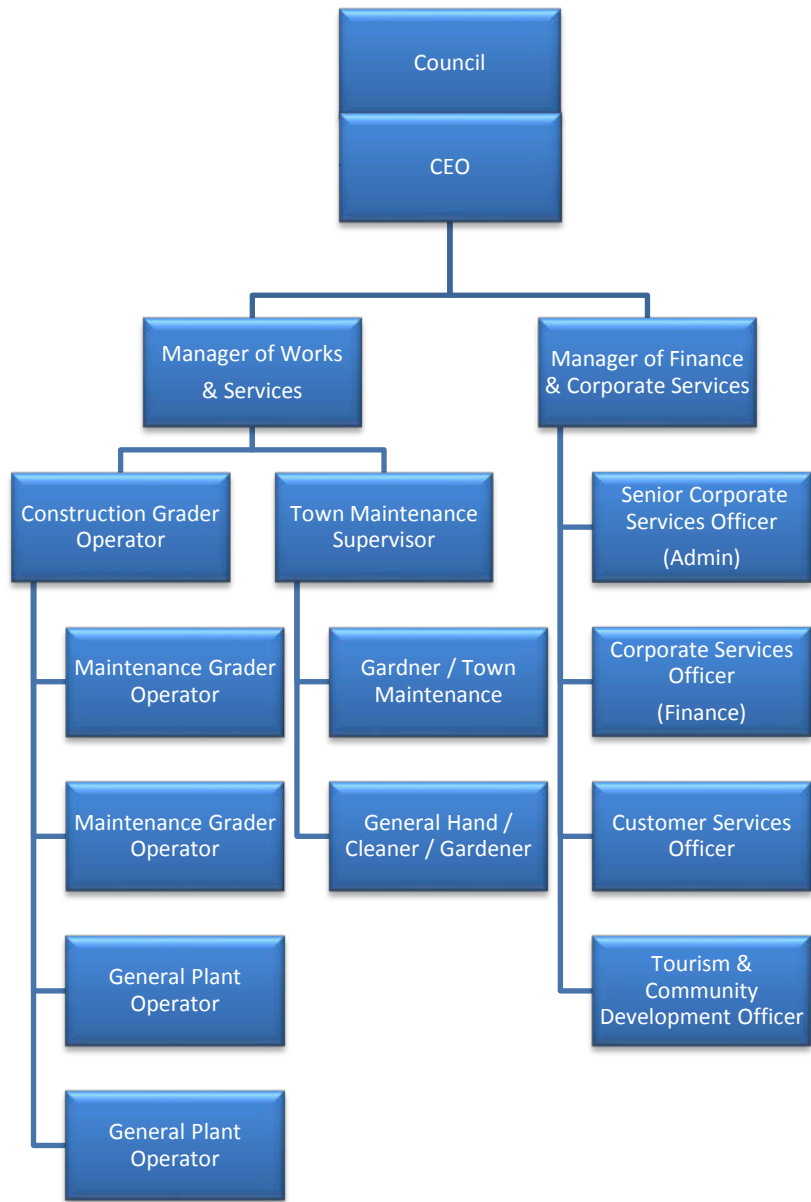 Council
CEO
Manager of Works
& Services
Manager of Finance
& Corporate Services
Construction Grader
Operator
Town Maintenance
Supervisor
Senior Corporate
Services Officer
(Admin)
Maintenance Grader
Operator
Gardner / Town
Maintenance
Corporate Services
Officer
(Finance)
Maintenance Grader
Operator
General Hand /
Cleaner / Gardener
Customer Services
Officer
General Plant
Operator
Tourism &
Community
Development Officer
General Plant
Operator